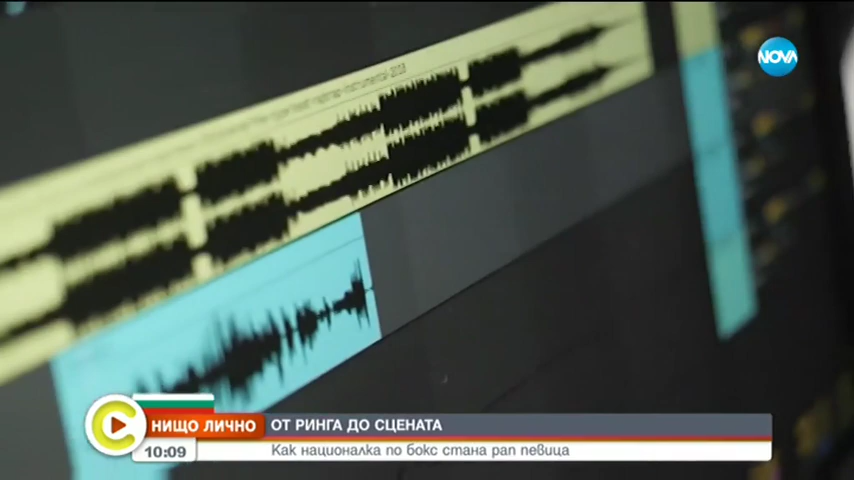 NOVA
НИЩО ЛИЧНО
ОТ РИНГА ДО СЦЕНАТА
10:09
Как националка по бокс стана рап певица